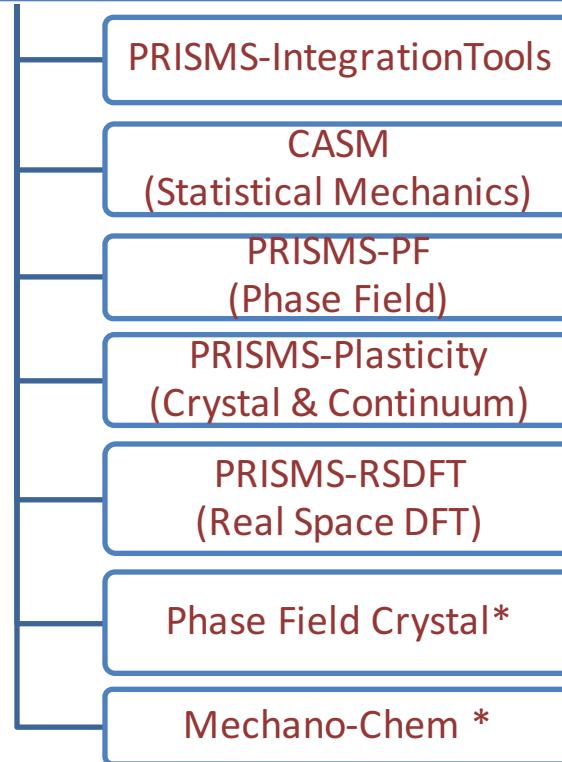 PRISMS-IntegrationTools
CASM
(Statistical Mechanics)
PRISMS-PF
(Phase Field)
PRISMS-Plasticity
(Crystal & Continuum)
PRISMS-RSDFT
(Real Space DFT)
Phase Field Crystal*
Mechano-Chem *